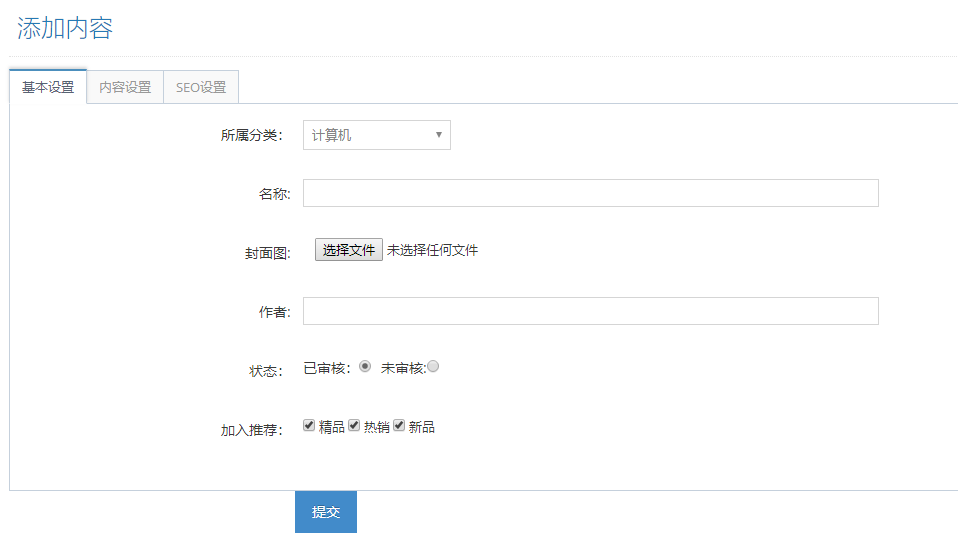 添加内容
基本设置 内容设置 SEO设置
所属分类： 计算机
名称:
封面图: 选择文件 未选择任何文件
作者:
状态： 已审核： 未审核:
加入推荐： 精品 热销 新品
提交